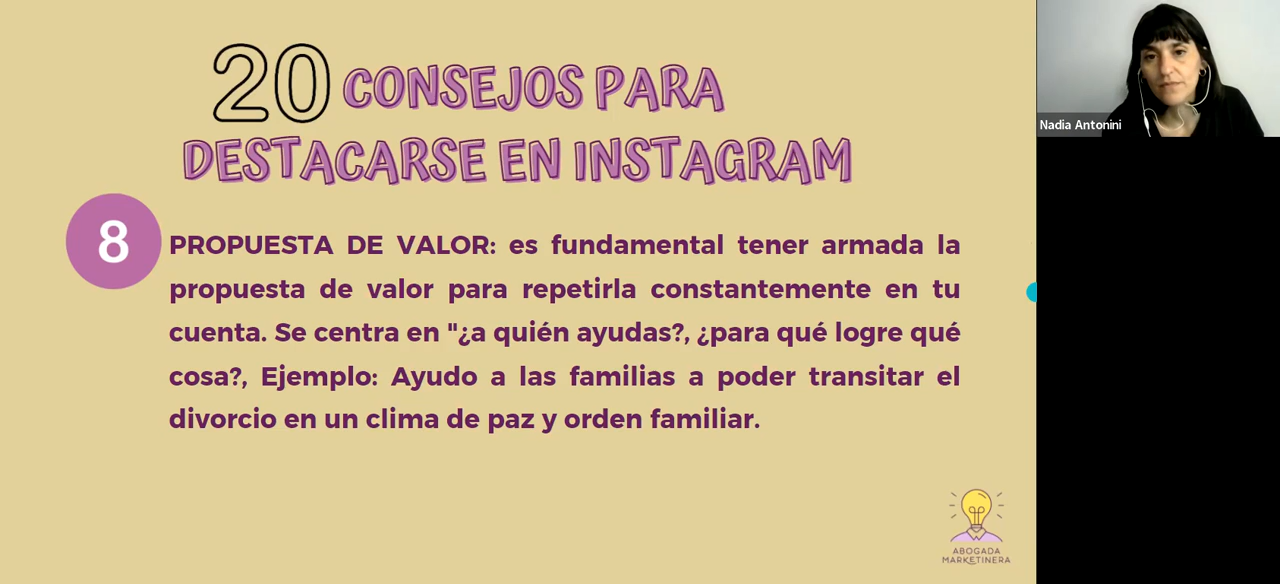 20 CONSEJOS PARA
DESTACARSE EN INSTAGRAM
8
PROPUESTA DE VALOR: es fundamental tener armada la
propuesta de valor para repetirla constantemente en tu
cuenta. Se centra en "¿a quién ayudas?, ¿para qué logre qué
cosa?, Ejemplo: Ayudo a las familias a poder transitar el
divorcio en un clima de paz y orden familiar.
ABOGADA
MARKETINERA
Nadia Antonini